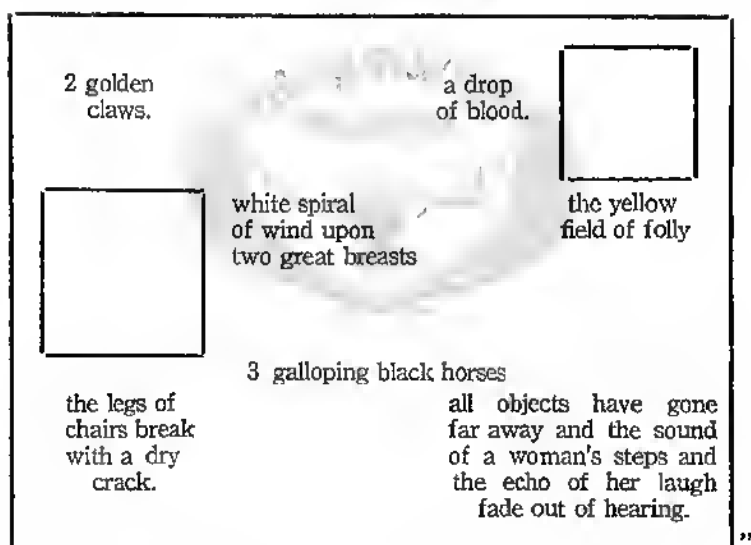 2 golden
claws.
a drop
of blood.
white spiral
of wind upon
two great breasts
the yellow
field of folly
3 galloping black horses
the legs of
chairs break
with a dry
crack.
all objects have gone
far away and the sound
of a woman's steps and
the echo of her laugh
fade out of hearing.
”